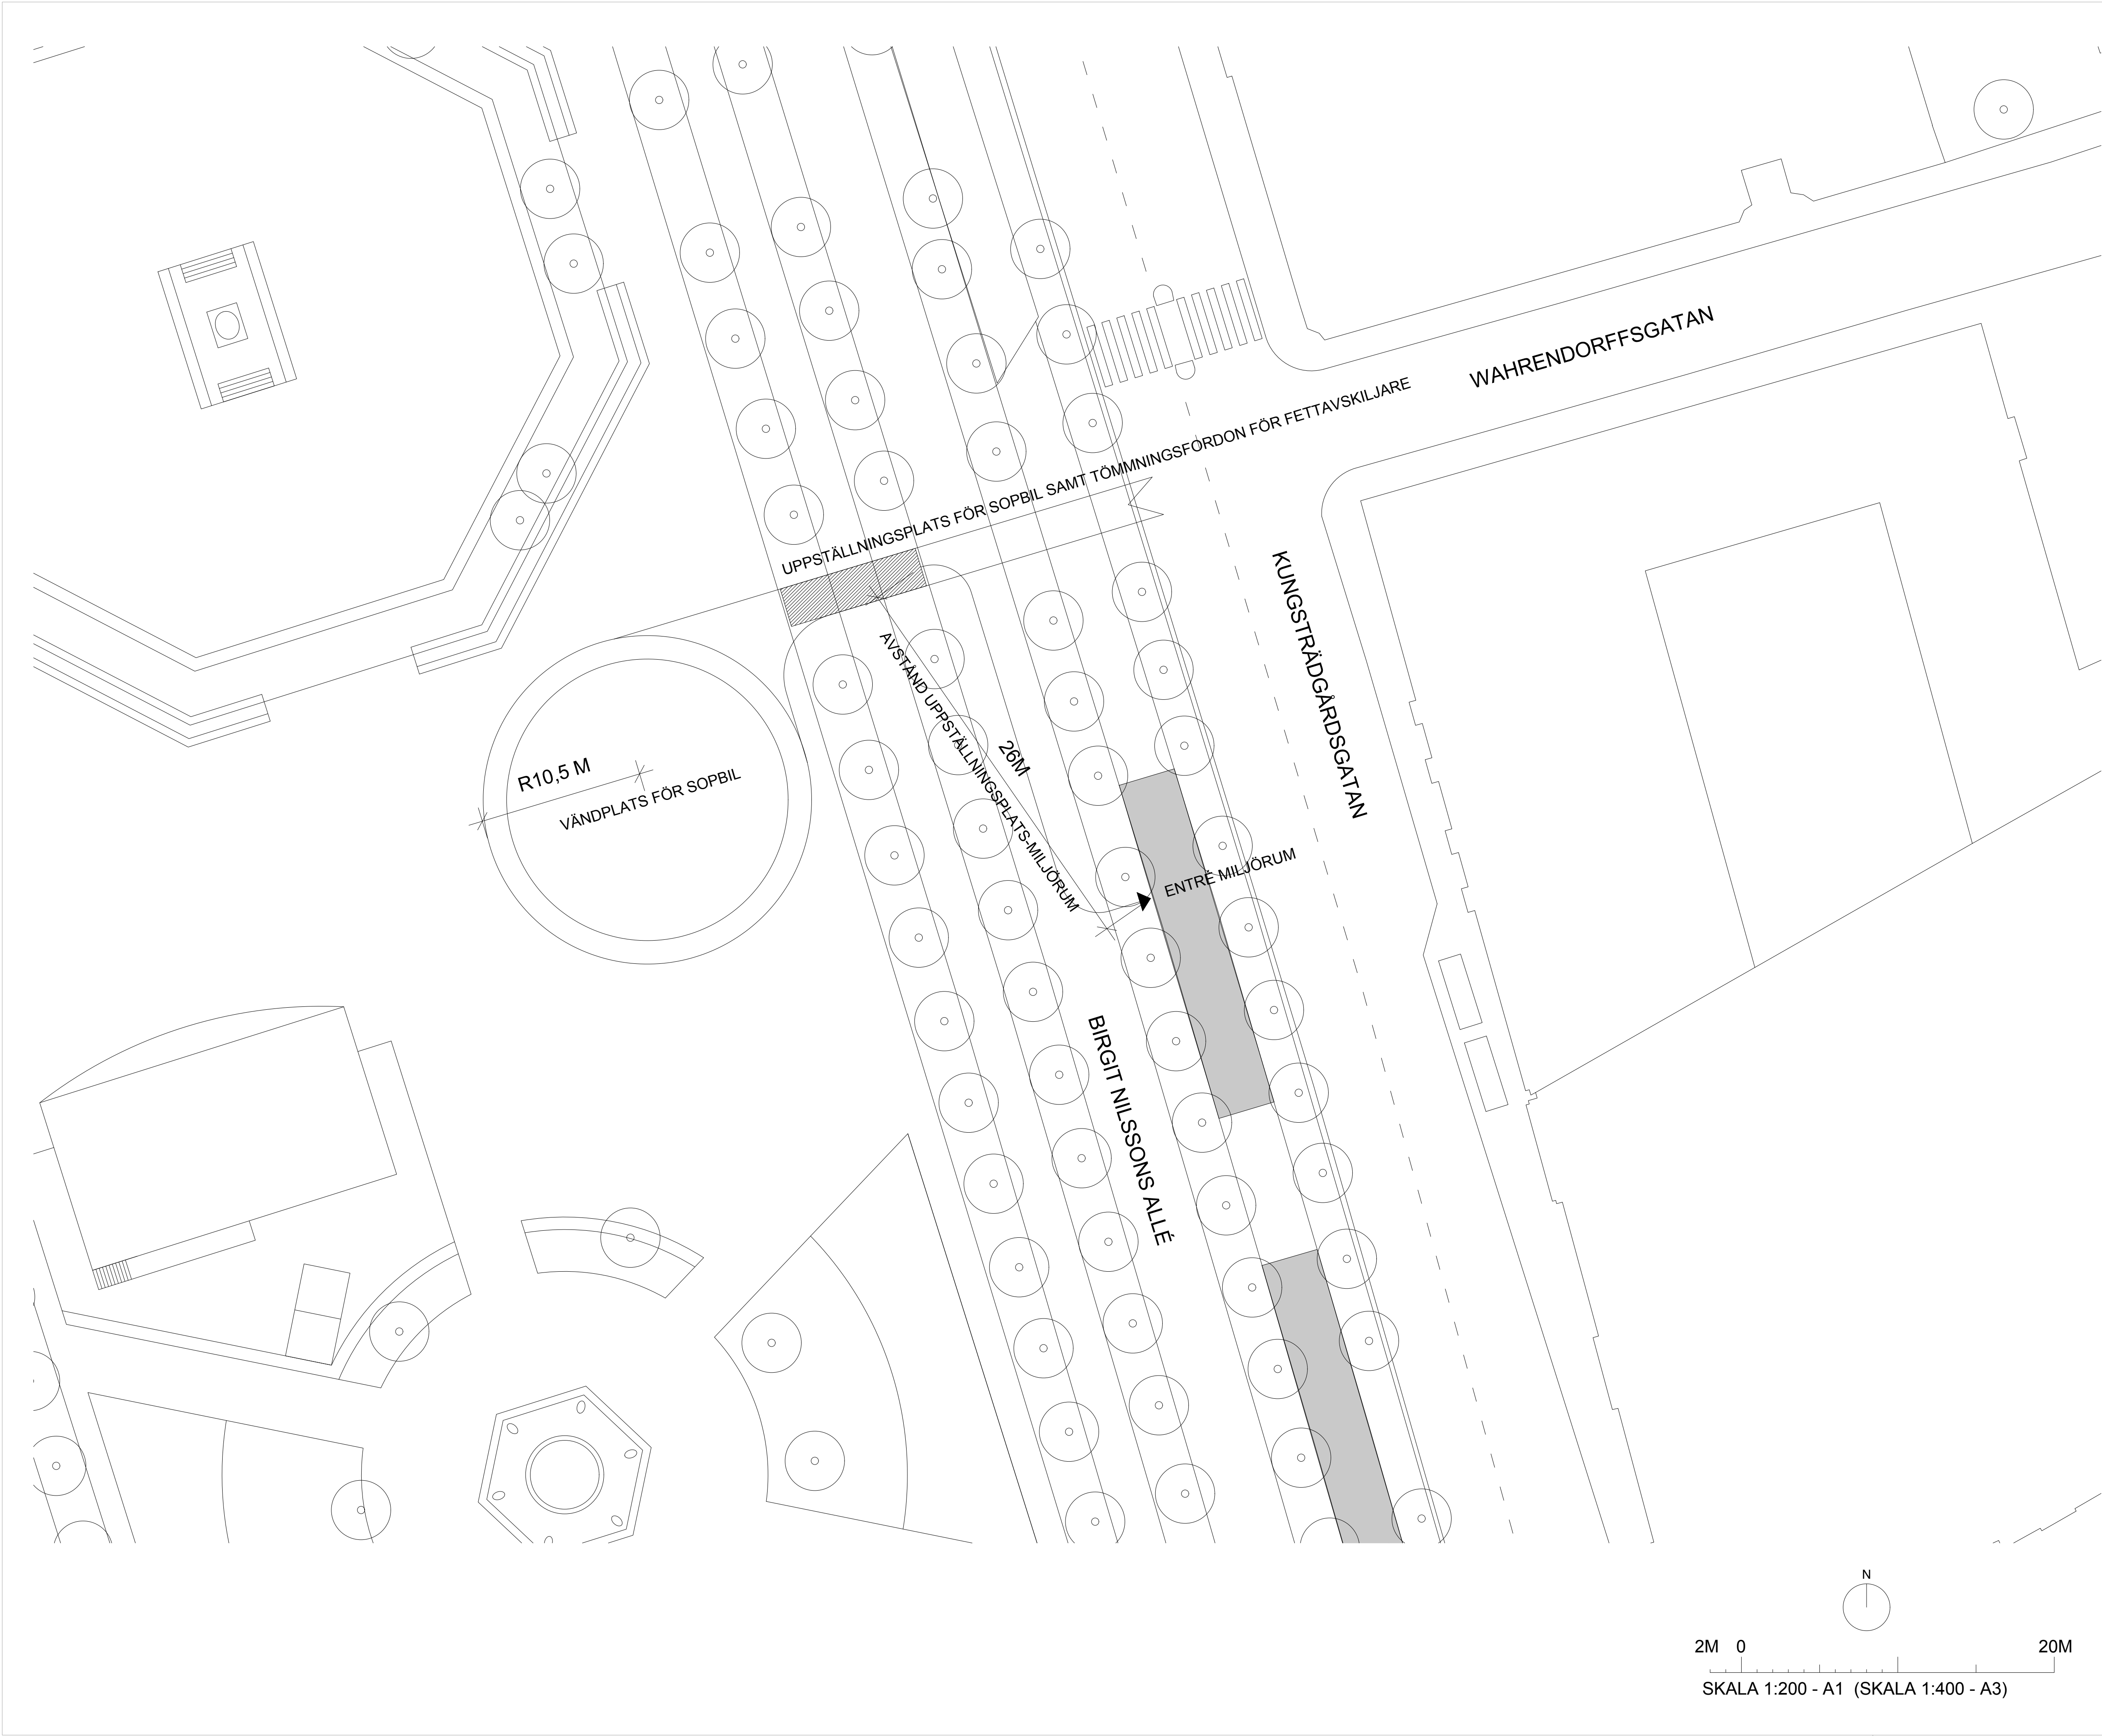 WAHRENDORFFSGATAN
UPPSTÄLLNINGSPLATS FÖR SOPBIL SAMT TÖMMNINGSFORDON FÖR FETTAVSKILJARE
KUNGSTRÄDGÅRDSGATAN
AVSTÅND UPPSTÄLLNINGSPLATS-MILJÖRUM
26M
R10,5 M
VÄNDPLATS FÖR SOPBIL
ENTRÉ MILJÖRUM
BIRGIT NILSSONS ALLÉ
N
2M 0 20M
SKALA 1:200 - A1 (SKALA 1:400 - A3)